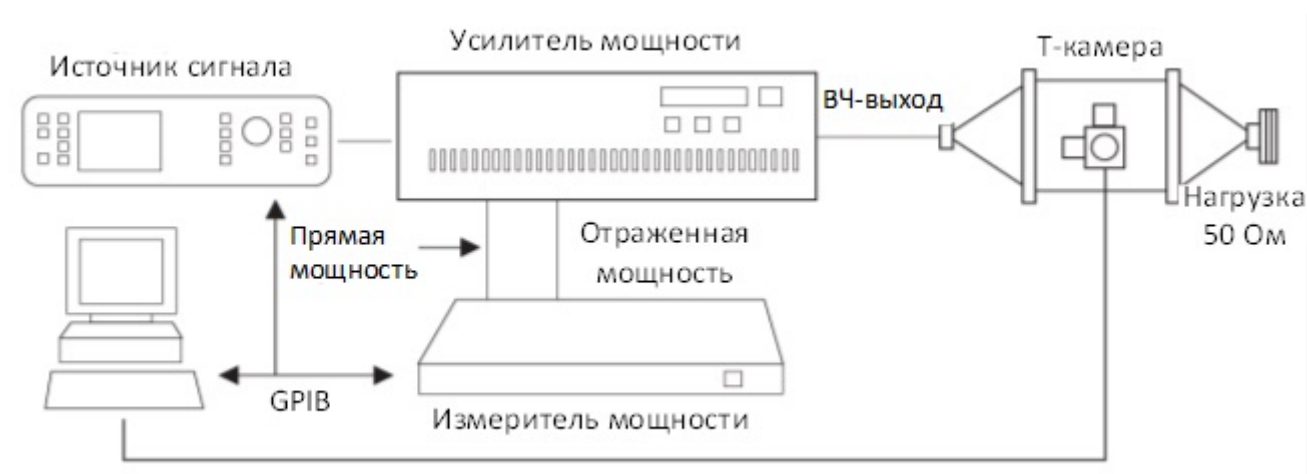 Усилитель мощности
Источник сигнала
Т-камера
ВЧ-выход
Нагрузка
50 Ом
Прямая
мощность
Отраженная
мощность
GPIB
Измеритель мощности